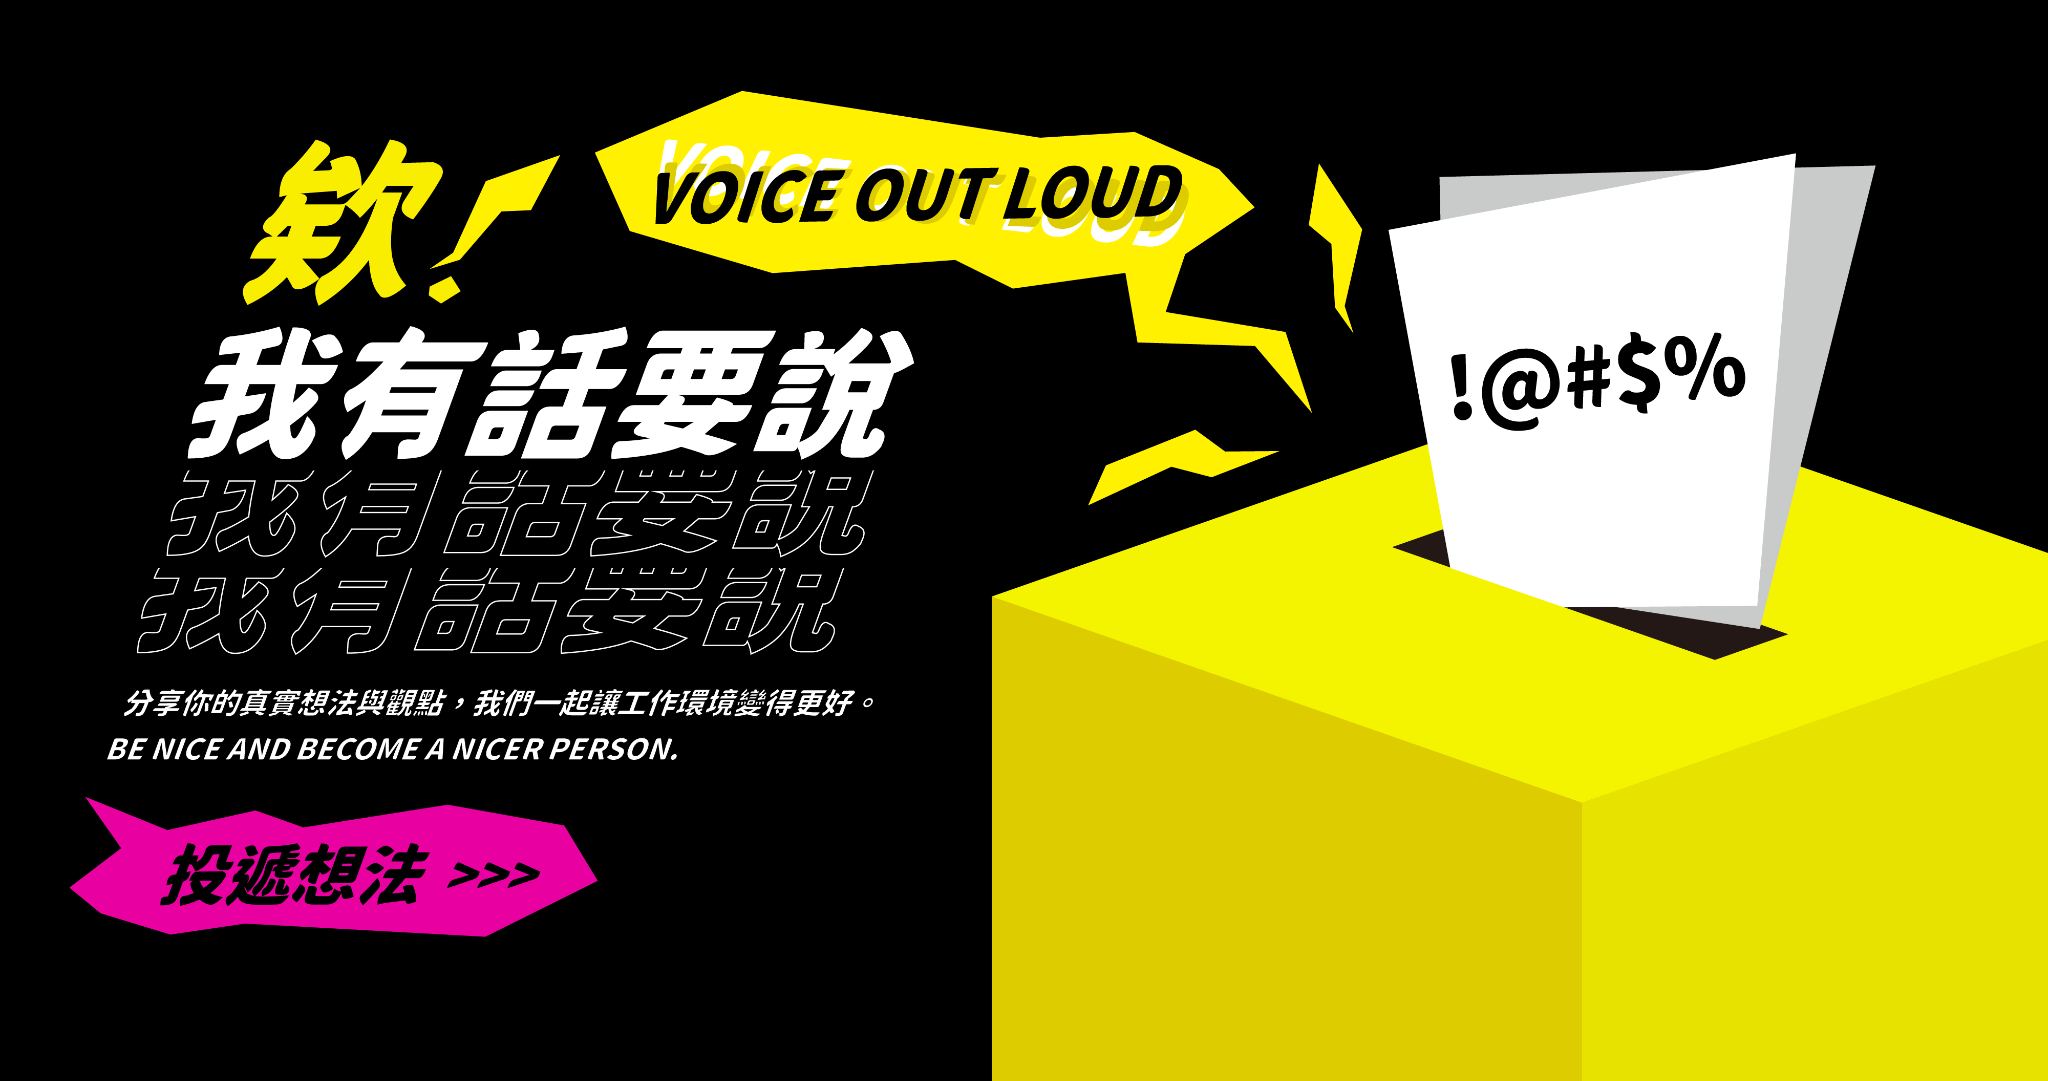 欸！
VOICE OUT LOUD
我有話要說
我有話要說
我有話要說
分享你的真實想法與觀點，我們一起讓工作環境變得更好。
BE NICE AND BECOME A NICER PERSON.
投遞想法 >>>
!@#$%